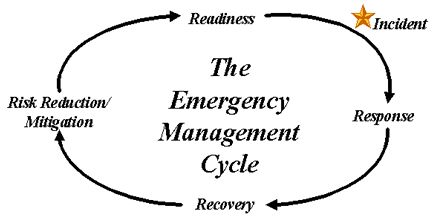 Readiness
Incident
The
Emergency
Management
Cycle
Risk Reduction/
Mitigation
Response
Recovery